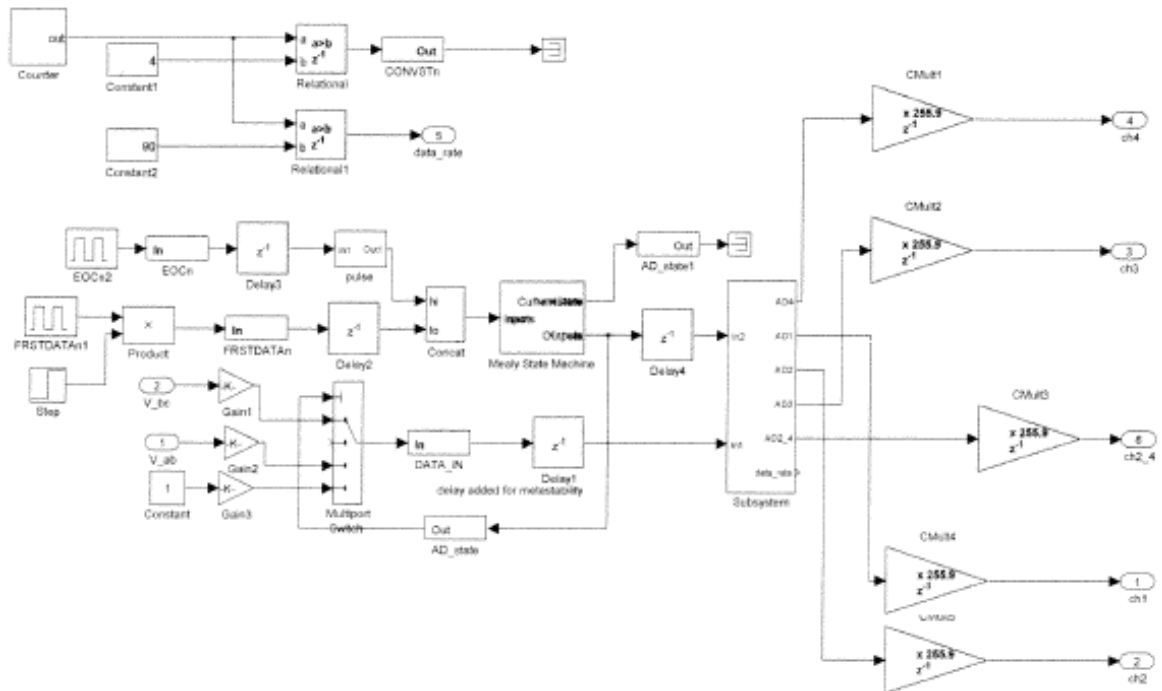 out
Counter
4
Constant1
a
b
a>b
z-1
Relational
Out
CONVSTn
90
Constant2
a
b
a>b
z-1
Relational1
5
data_rate
EOCn2
In
EOCn
z-1
Delay3
In1
Out1
pulse
FRSTDATAn1
×
Product
In
FRSTDATAn
z-1
Delay2
Step
hi
lo
Concat
Inputs
Mealy State Machine
Out
AD_state1
z-1
Delay4
2
V_bc
-K-
Gain1
1
V_ab
-K-
Gain2
1
Constant
-K-
Gain3
Multiport
Switch
In
DATA_IN
z-1
Delay1
delay added for metastability
Out
AD_state
In2
In1
AD4
AD1
AD2
AD3
AD2_4
data_rate
Subsystem
CMult1
x 255.9
z-1
4
ch4
CMult2
x 255.9
z-1
3
ch3
CMult3
x 255.9
z-1
6
ch2_4
CMult4
x 255.9
z-1
1
ch1
x 255.9
z-1
2
ch2